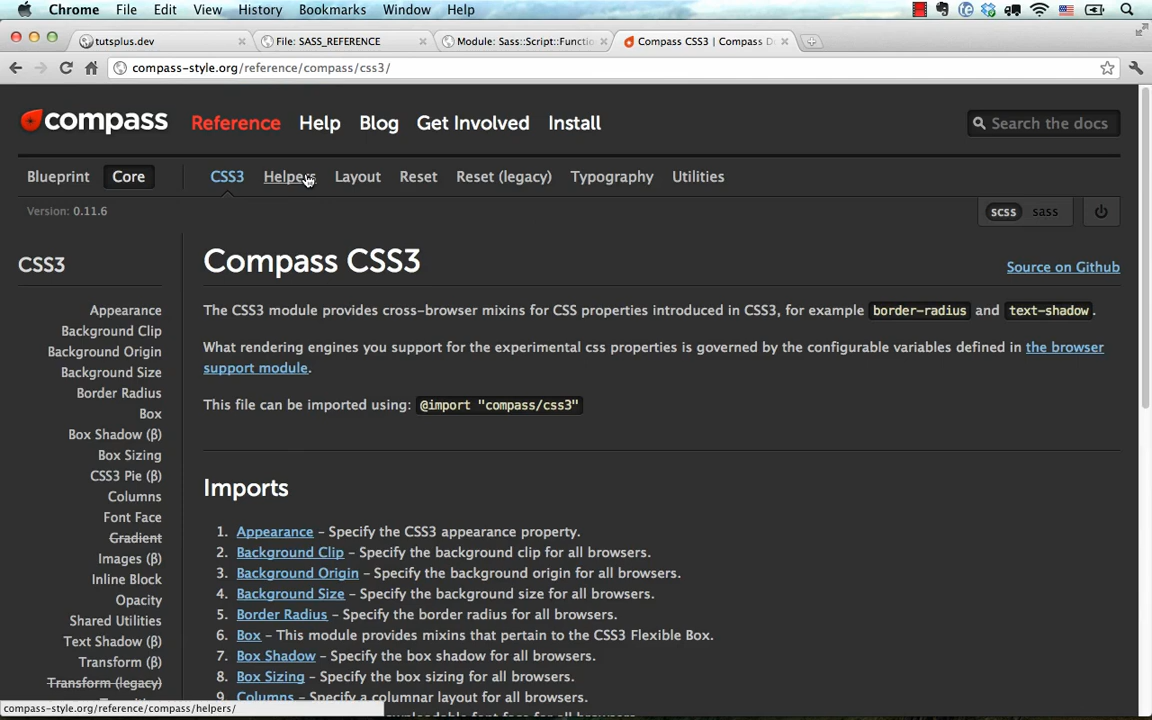 Chrome File Edit View History Bookmarks Window Help
tutsplus.dev File: SASS_REFERENCE Module: Sass::Script::Functio Compass CSS3 | Compass D
compass-style.org/reference/compass/css3/
compass Reference Help Blog Get Involved Install Search the docs
Blueprint Core CSS3 Helpers Layout Reset Reset (legacy) Typography Utilities
Version: 0.11.6 scss sass
CSS3
Appearance
Background Clip
Background Origin
Background Size
Border Radius
Box
Box Shadow (β)
Box Sizing
CSS3 Pie (β)
Columns
Font Face
Gradient
Images (β)
Inline Block
Opacity
Shared Utilities
Text Shadow (β)
Transform (β)
Transform (legacy)
Compass CSS3
Source on Github
The CSS3 module provides cross-browser mixins for CSS properties introduced in CSS3, for example border-radius and text-shadow.
What rendering engines you support for the experimental css properties is governed by the configurable variables defined in the browser
support module.
This file can be imported using: @import "compass/css3"
Imports
1. Appearance – Specify the CSS3 appearance property.
2. Background Clip – Specify the background clip for all browsers.
3. Background Origin – Specify the background origin for all browsers.
4. Background Size – Specify the background size for all browsers.
5. Border Radius – Specify the border radius for all browsers.
6. Box – This module provides mixins that pertain to the CSS3 Flexible Box.
7. Box Shadow – Specify the box shadow for all browsers.
8. Box Sizing – Specify the box sizing for all browsers.
9. Columns – Specify a columnar layout for all browsers.
compass-style.org/reference/compass/helpers/